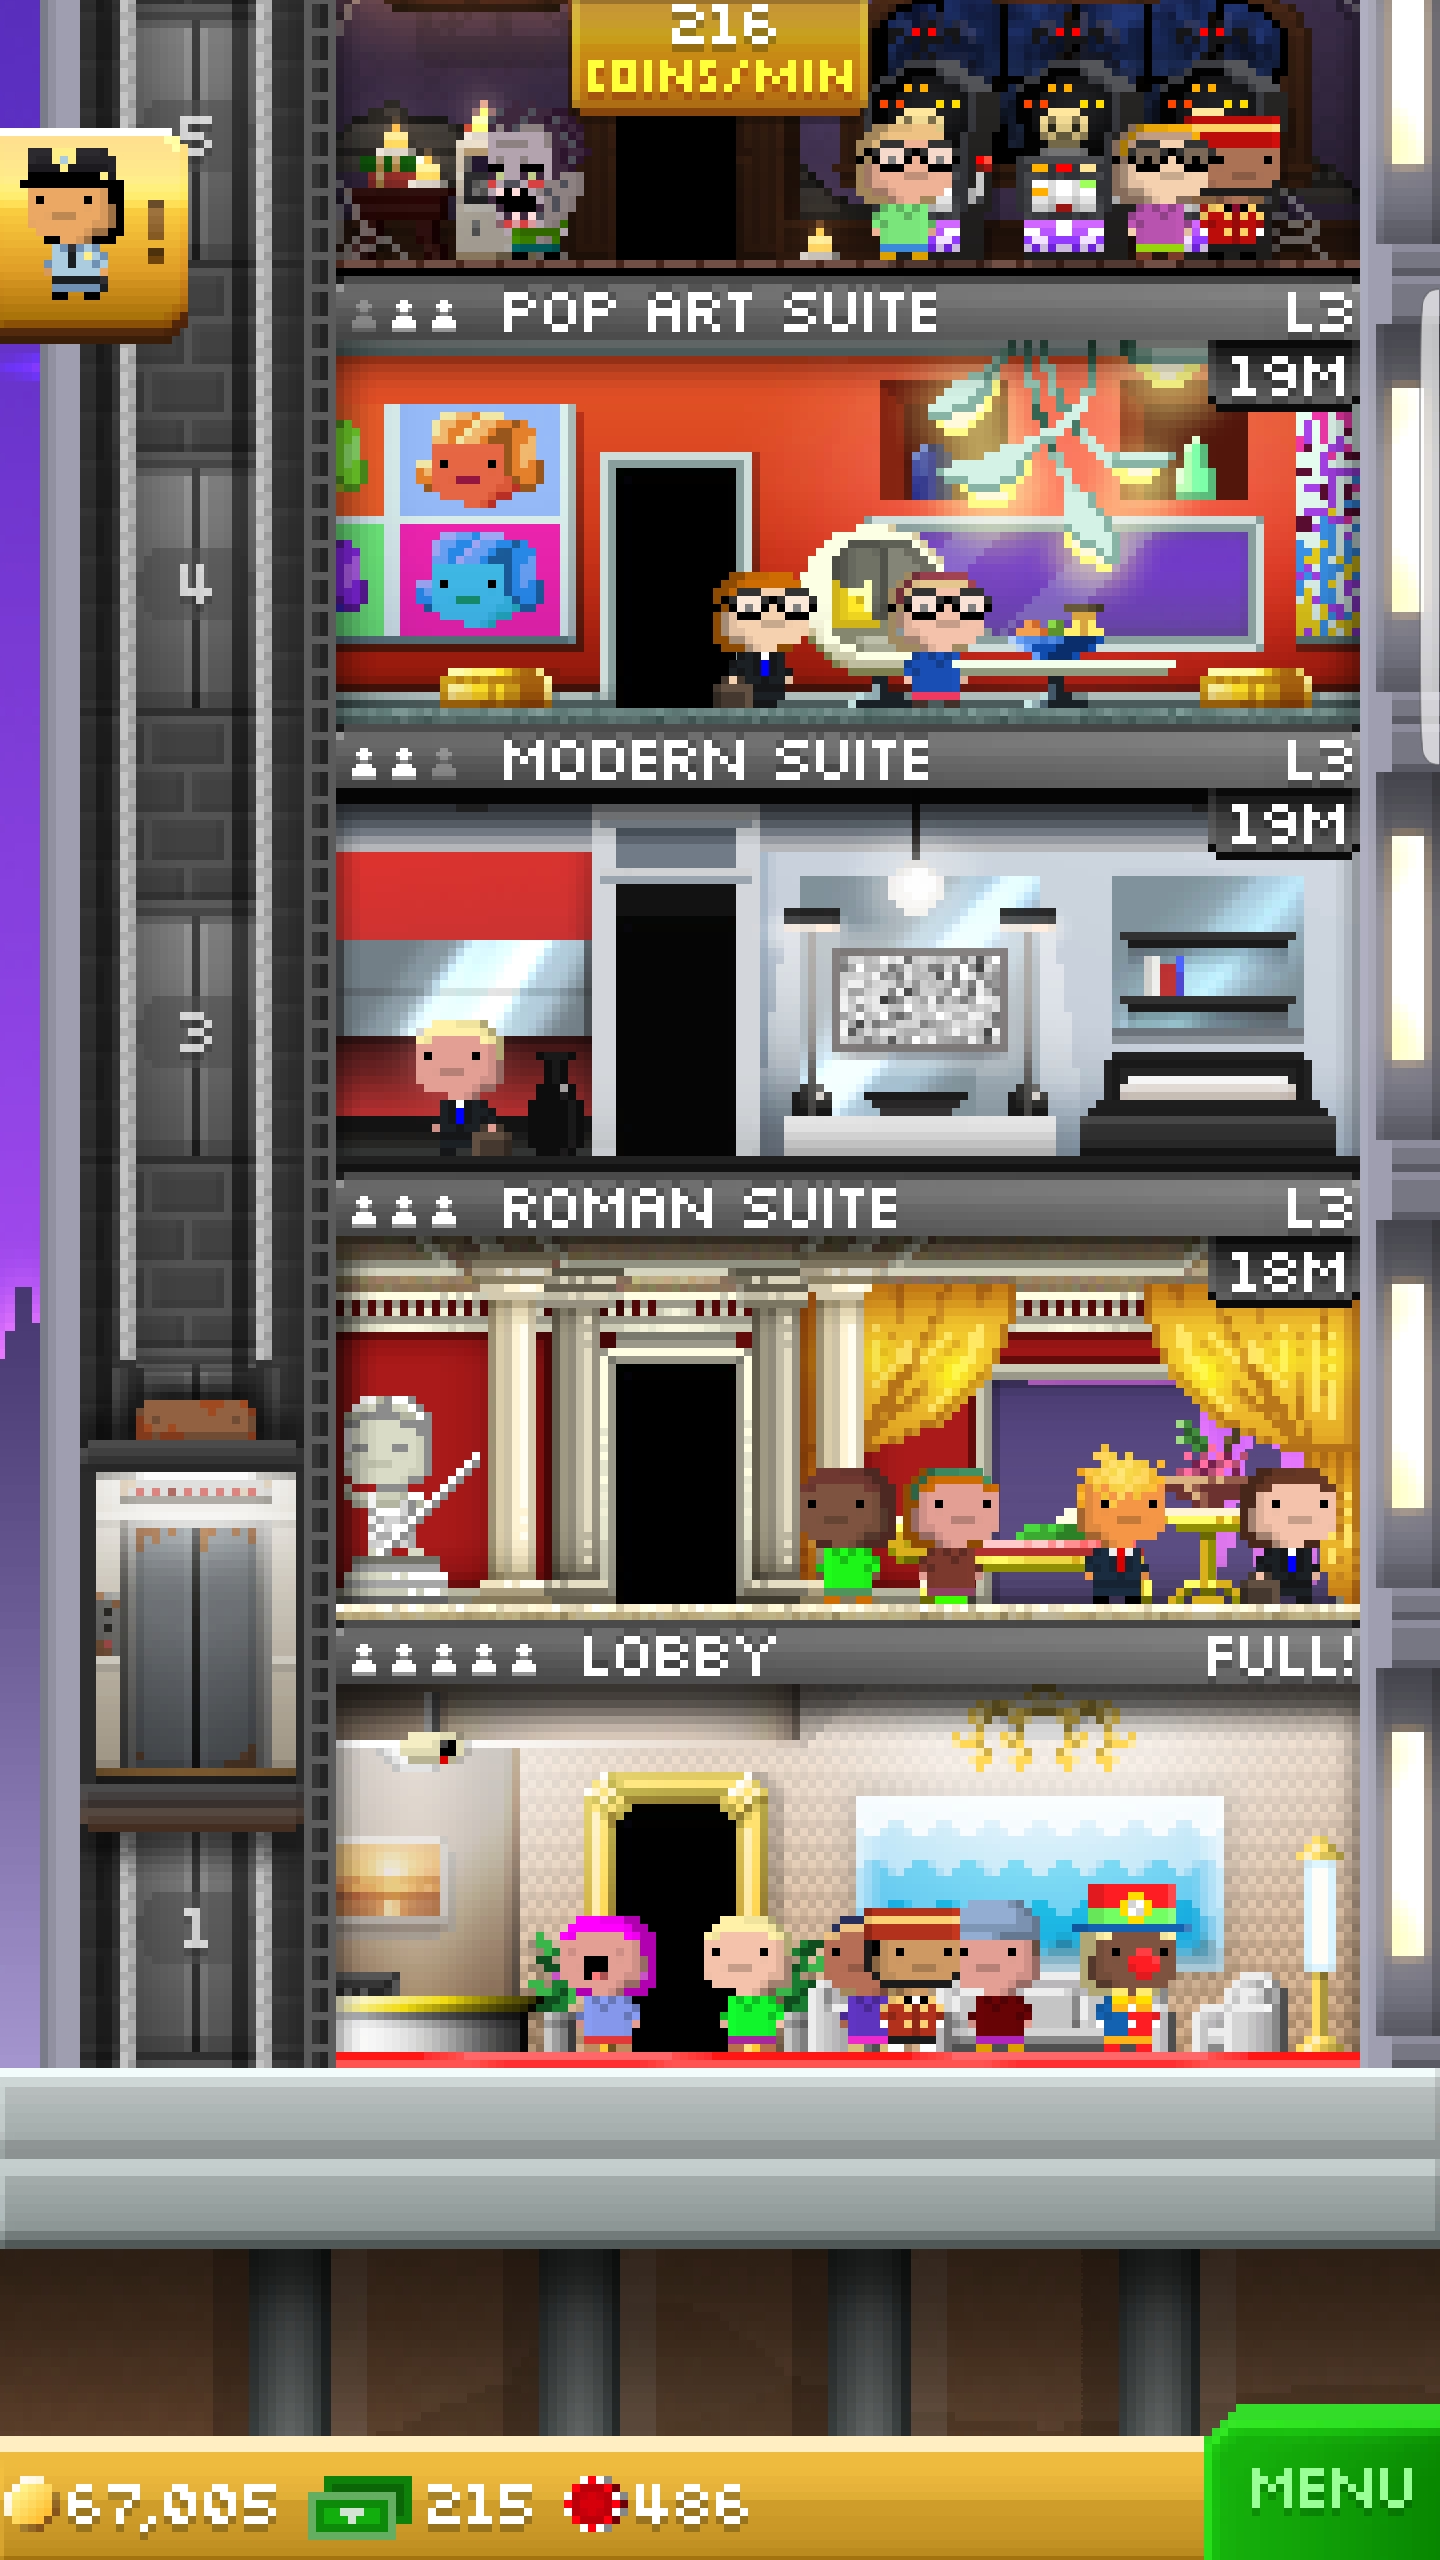 216
COINS/MIN
5
!
POP ART SUITE L3
19M
4
MODERN SUITE L3
19M
3
ROMAN SUITE L3
18M
LOBBY FULL!
1
67,005 215 486
MENU